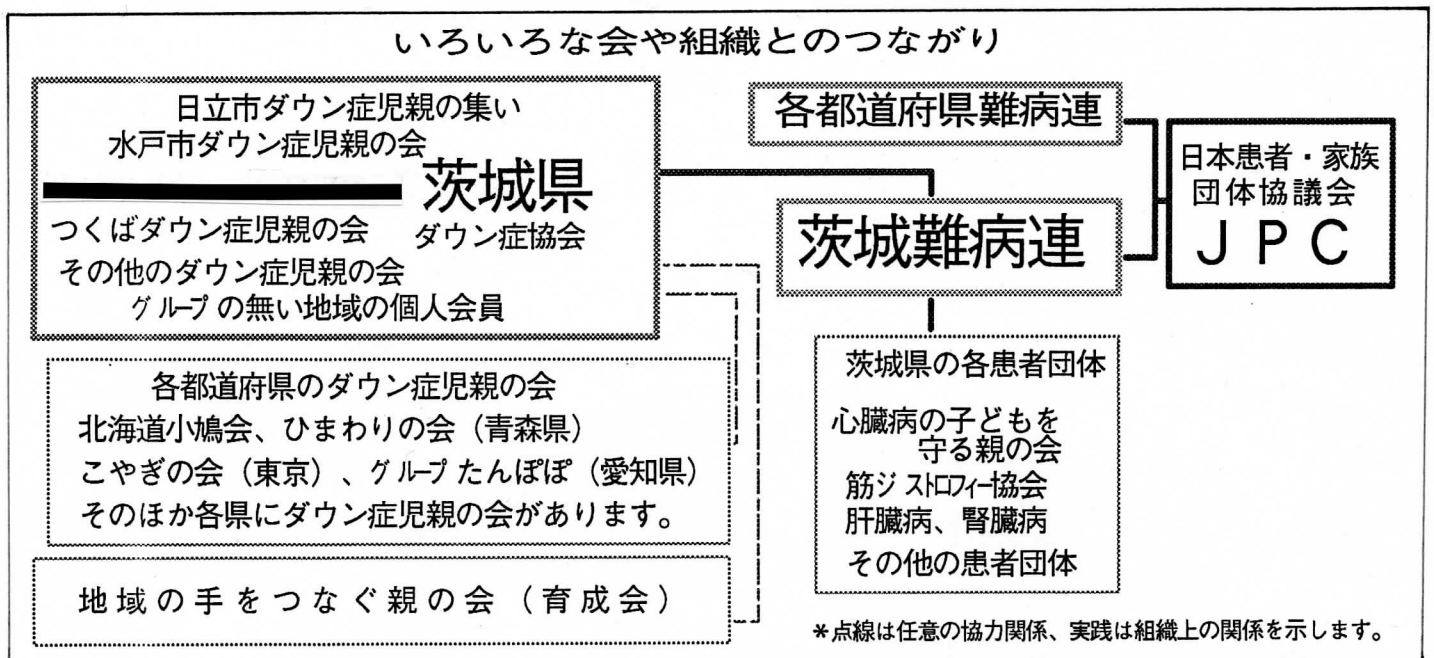 いろいろな会や組織とのつながり
日立市ダウン症児親の集い
水戸市ダウン症児親の会
茨城県
ダウン症協会
つくばダウン症児親の会
その他のダウン症児親の会
グループの無い地域の個人会員
各都道府県のダウン症児親の会
北海道小鳩会、ひまわりの会（青森県）
こやぎの会（東京）、グループたんぽぽ（愛知県）
そのほか各県にダウン症児親の会があります。
地域の手をつなぐ親の会（育成会）
各都道府県難病連
茨城難病連
日本患者・家族
団体協議会
JPC
茨城県の各患者団体
心臓病の子どもを
守る親の会
筋ジストロフィー協会
肝臓病、腎臓病
その他の患者団体
*点線は任意の協力関係、実践は組織上の関係を示します。